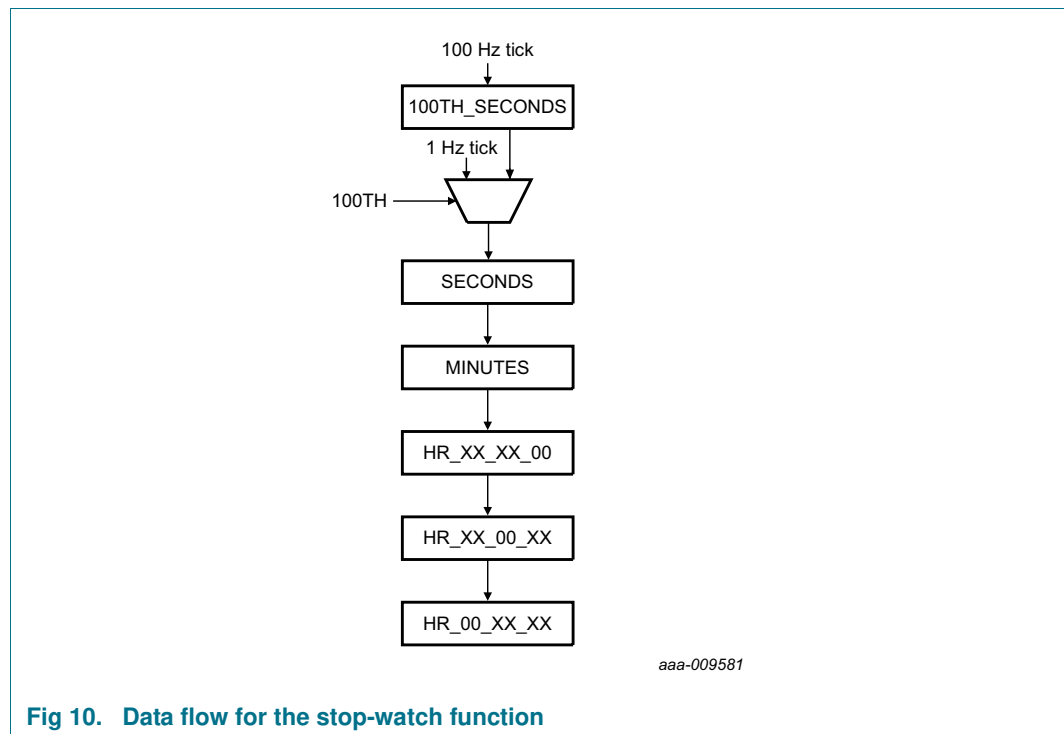 100 Hz tick
100TH_SECONDS
1 Hz tick
100TH
SECONDS
MINUTES
HR_XX_XX_00
HR_XX_00_XX
HR_00_XX_XX
aaa-009581
Fig 10. Data flow for the stop-watch function